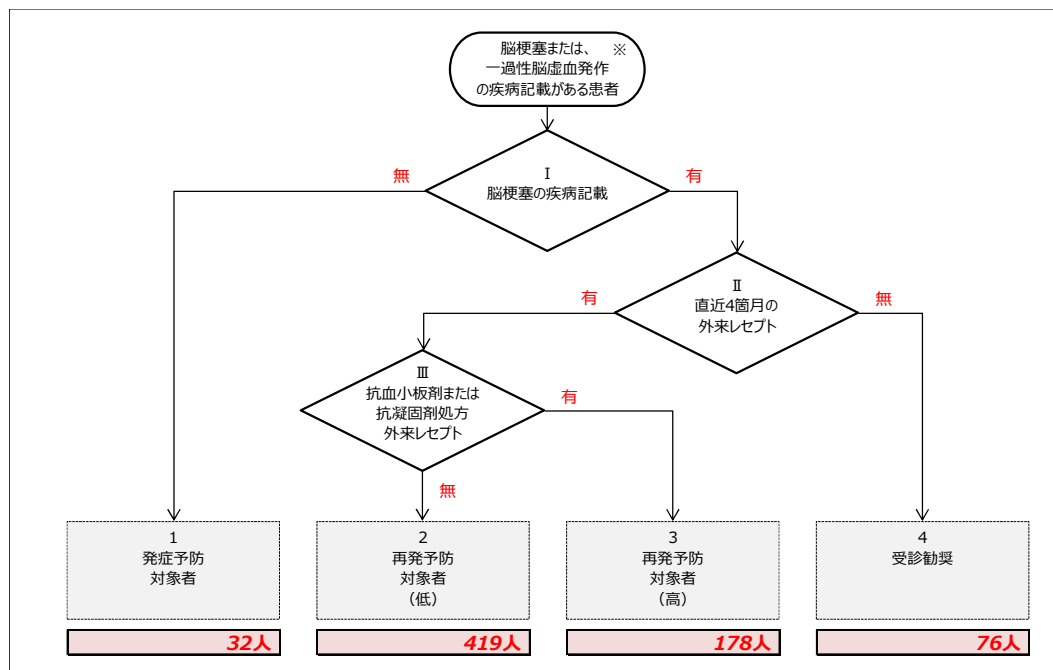 脳梗塞または、 ※
一過性脳虚血発作
の疾病記載がある患者
Ⅰ
脳梗塞の疾病記載
無
有
Ⅱ
直近4箇月の
外来レセプト
有
無
Ⅲ
抗血小板剤または
抗凝固剤処方
外来レセプト
有
無
1
発症予防
対象者
2
再発予防
対象者
(低)
3
再発予防
対象者
(高)
4
受診勧奨
32人
419人
178人
76人